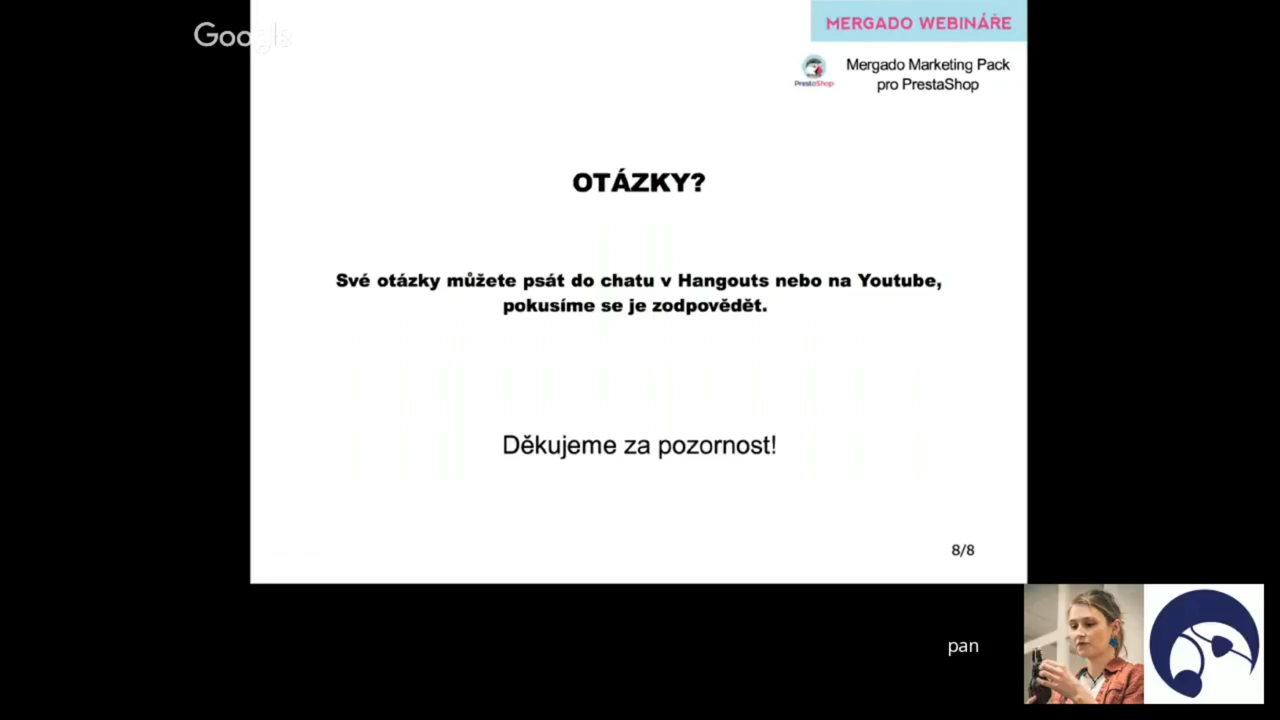 Google
MERGADO WEBINÁŘE
PrestaShop
Mergado Marketing Pack
pro PrestaShop
OTÁZKY?
Své otázky můžete psát do chatu v Hangouts nebo na Youtube,
pokusíme se je zodpovědět.
Děkujeme za pozornost!
8/8
pan